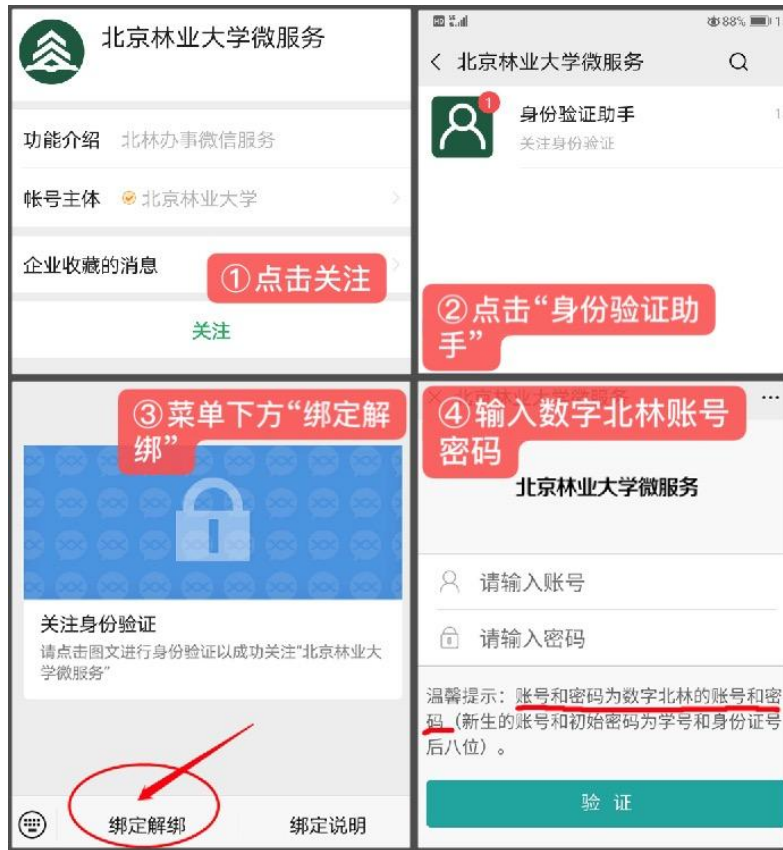 北京林业大学微服务
功能介绍 北林办事微信服务
帐号主体 北京林业大学
企业收藏的消息
①点击关注
关注
HD 88%
北京林业大学微服务
1
身份验证助手
关注身份验证
②点击“身份验证助
手”
③菜单下方“绑定解
绑”
关注身份验证
请点击图文进行身份验证以成功关注"北京林业大
学微服务"
绑定解绑 绑定说明
④输入数字北林账号
密码
北京林业大学微服务
请输入账号
请输入密码
温馨提示：账号和密码为数字北林的账号和密
码（新生的账号和初始密码为学号和身份证号
后八位）。
验 证